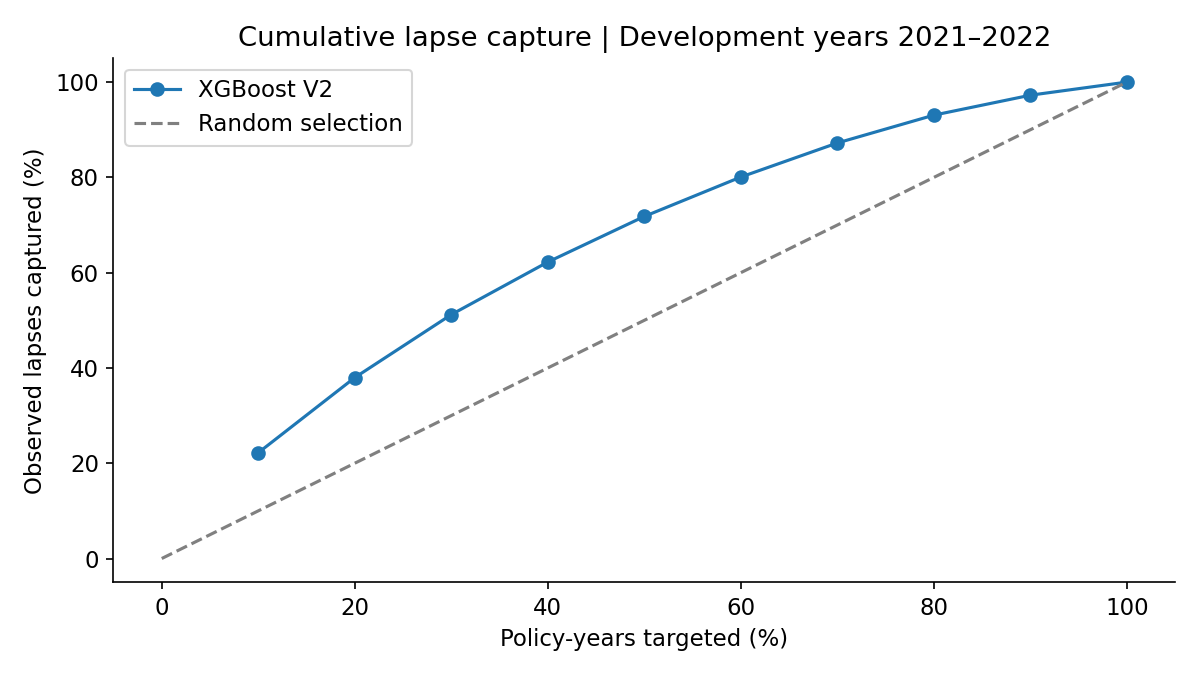 Cumulative lapse capture | Development years 2021–2022
XGBoost V2
Random selection
Observed lapses captured (%)
100
80
60
40
20
0
0 20 40 60 80 100
Policy-years targeted (%)